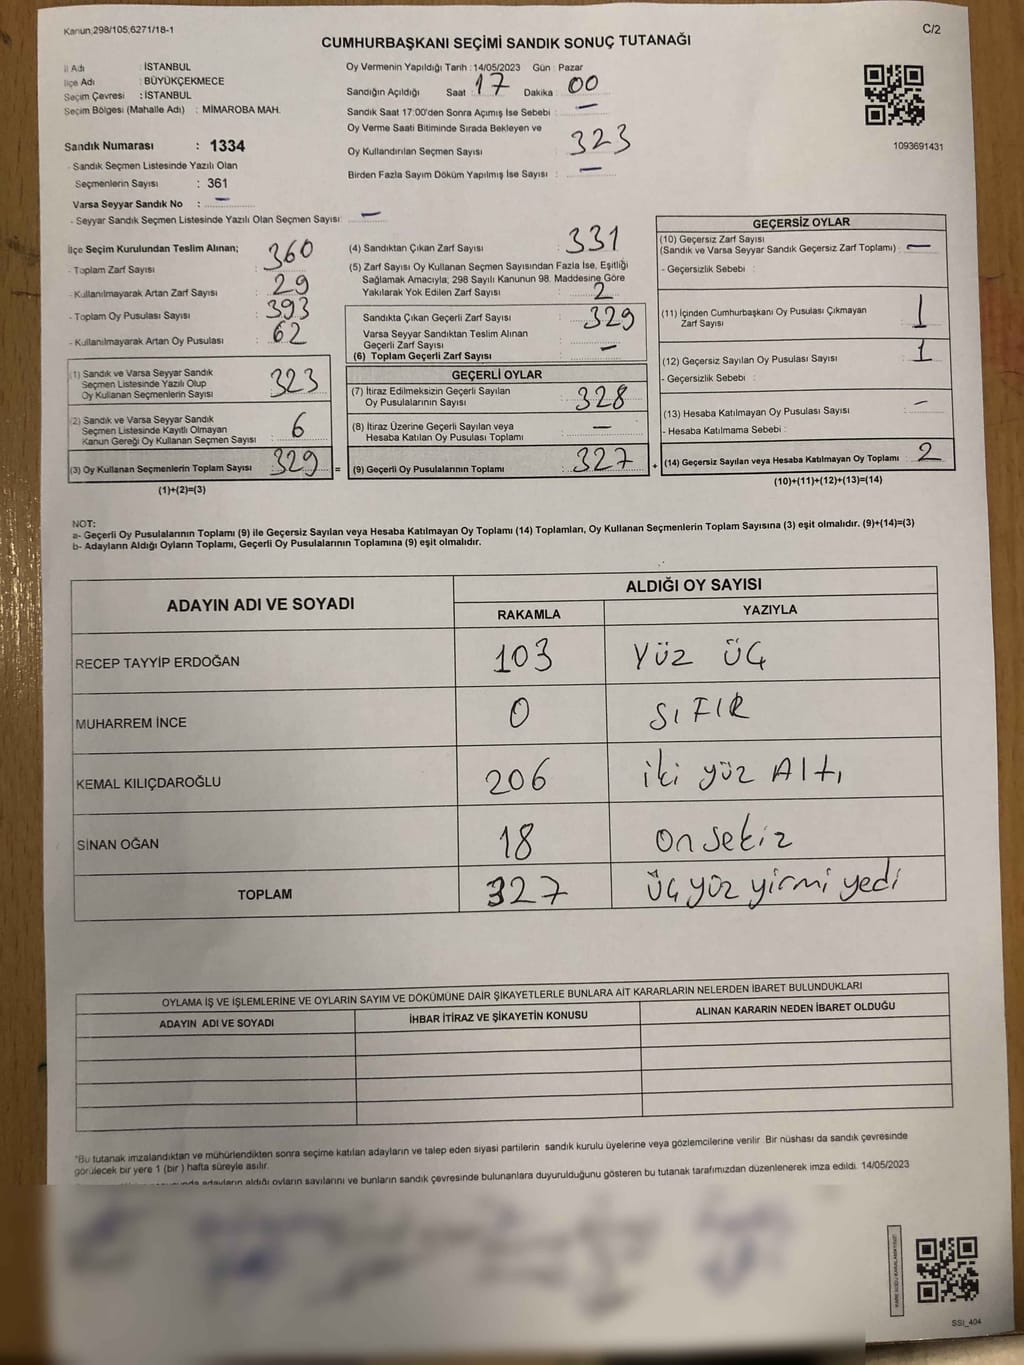 Kanun;298/105;6271/18-1
C/2
CUMHURBAŞKANI SEÇİMİ SANDIK SONUÇ TUTANAĞI
İl Adı : İSTANBUL
İlçe Adı : BÜYÜKÇEKMECE
Seçim Çevresi : İSTANBUL
Seçim Bölgesi (Mahalle Adı) : MİMAROBA MAH.
Sandık Numarası : 1334
- Sandık Seçmen Listesinde Yazılı Olan
Seçmenlerin Sayısı : 361
Varsa Seyyar Sandık No : —
- Seyyar Sandık Seçmen Listesinde Yazılı Olan Seçmen Sayısı: —
Oy Vermenin Yapıldığı Tarih : 14/05/2023 Gün : Pazar
Sandığın Açıldığı Saat : 17 Dakika : 00
Sandık Saat 17:00'den Sonra Açımış İse Sebebi : —
Oy Verme Saati Bitiminde Sırada Bekleyen ve
Oy Kullandırılan Seçmen Sayısı : 323
Birden Fazla Sayım Döküm Yapılmış İse Sayısı : —
1093691431
İlçe Seçim Kurulundan Teslim Alınan;
- Toplam Zarf Sayısı : 360
- Kullanılmayarak Artan Zarf Sayısı : 29
- Toplam Oy Pusulası Sayısı : 393
- Kullanılmayarak Artan Oy Pusulası : 62
(1) Sandık ve Varsa Seyyar Sandık
Seçmen Listesinde Yazılı Olup
Oy Kullanan Seçmenlerin Sayısı : 323
(2) Sandık ve Varsa Seyyar Sandık
Seçmen Listesinde Kayıtlı Olmayan
Kanun Gereği Oy Kullanan Seçmen Sayısı : 6
(3) Oy Kullanan Seçmenlerin Toplam Sayısı : 329
(1)+(2)=(3)
(4) Sandıktan Çıkan Zarf Sayısı : 331
(5) Zarf Sayısı Oy Kullanan Seçmen Sayısından Fazla İse, Eşitliği
Sağlamak Amacıyla, 298 Sayılı Kanunun 98. Maddesine Göre
Yakılarak Yok Edilen Zarf Sayısı : 2
Sandıkta Çıkan Geçerli Zarf Sayısı : 329
Varsa Seyyar Sandıktan Teslim Alınan
Geçerli Zarf Sayısı :
(6) Toplam Geçerli Zarf Sayısı : —
GEÇERLİ OYLAR
(7) İtiraz Edilmeksizin Geçerli Sayılan
Oy Pusulalarının Sayısı : 328
(8) İtiraz Üzerine Geçerli Sayılan veya
Hesaba Katılan Oy Pusulası Toplamı : —
= (9) Geçerli Oy Pusulalarının Toplamı : 327
GEÇERSİZ OYLAR
(10) Geçersiz Zarf Sayısı
(Sandık ve Varsa Seyyar Sandık Geçersiz Zarf Toplamı) : —
- Geçersizlik Sebebi :
(11) İçinden Cumhurbaşkanı Oy Pusulası Çıkmayan
Zarf Sayısı : 1
(12) Geçersiz Sayılan Oy Pusulası Sayısı : 1
- Geçersizlik Sebebi :
(13) Hesaba Katılmayan Oy Pusulası Sayısı : —
- Hesaba Katılmama Sebebi :
+ (14) Geçersiz Sayılan veya Hesaba Katılmayan Oy Toplamı : 2
(10)+(11)+(12)+(13)=(14)
NOT:
a- Geçerli Oy Pusulalarının Toplamı (9) ile Geçersiz Sayılan veya Hesaba Katılmayan Oy Toplamı (14) Toplamları, Oy Kullanan Seçmenlerin Toplam Sayısına (3) eşit olmalıdır. (9)+(14)=(3)
b- Adayların Aldığı Oyların Toplamı, Geçerli Oy Pusulalarının Toplamına (9) eşit olmalıdır.
ADAYIN ADI VE SOYADI ALDIĞI OY SAYISI
RAKAMLA YAZIYLA
RECEP TAYYİP ERDOĞAN 103 YÜZ ÜÇ
MUHARREM İNCE 0 SIFIR
KEMAL KILIÇDAROĞLU 206 iki yüz Altı
SİNAN OĞAN 18 on sekiz
TOPLAM 327 Üç yüz yirmi yedi
OYLAMA İŞ VE İŞLEMLERİNE VE OYLARIN SAYIM VE DÖKÜMÜNE DAİR ŞİKAYETLERLE BUNLARA AİT KARARLARIN NELERDEN İBARET BULUNDUKLARI
ADAYIN ADI VE SOYADI İHBAR İTİRAZ VE ŞİKAYETİN KONUSU ALINAN KARARIN NEDEN İBARET OLDUĞU
*Bu tutanak imzalandıktan ve mühürlendikten sonra seçime katılan adayların ve talep eden siyasi partilerin sandık kurulu üyelerine veya gözlemcilerine verilir. Bir nüshası da sandık çevresinde
görülecek bir yere 1 (bir ) hafta süreyle asılır.
adayların aldığı oyların sayılarını ve bunların sandık çevresinde bulunanlara duyurulduğunu gösteren bu tutanak tarafımızdan düzenlenerek imza edildi. 14/05/2023
SSI_404